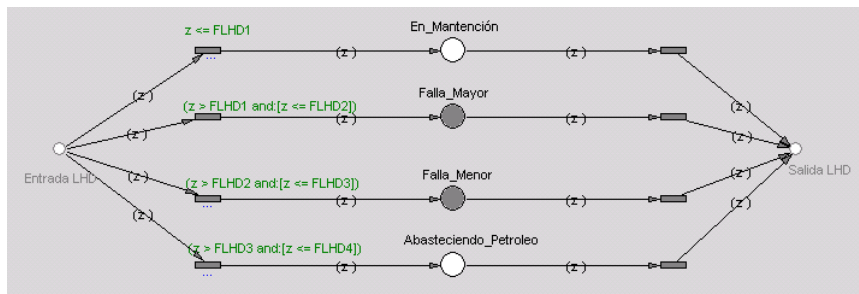 z <= FLHD1
En_Mantención
(z)
(z)
...
(z)
(z)
(z > FLHD1 and:[z <= FLHD2])
Falla_Mayor
(z)
(z)
(z)
(z)
Entrada LHD
Salida LHD
(z)
(z)
(z > FLHD2 and:[z <= FLHD3])
Falla_Menor
(z)
(z)
...
(z)
(z)
(z > FLHD3 and:[z <= FLHD4])
Abasteciendo_Petroleo
(z)
(z)
...